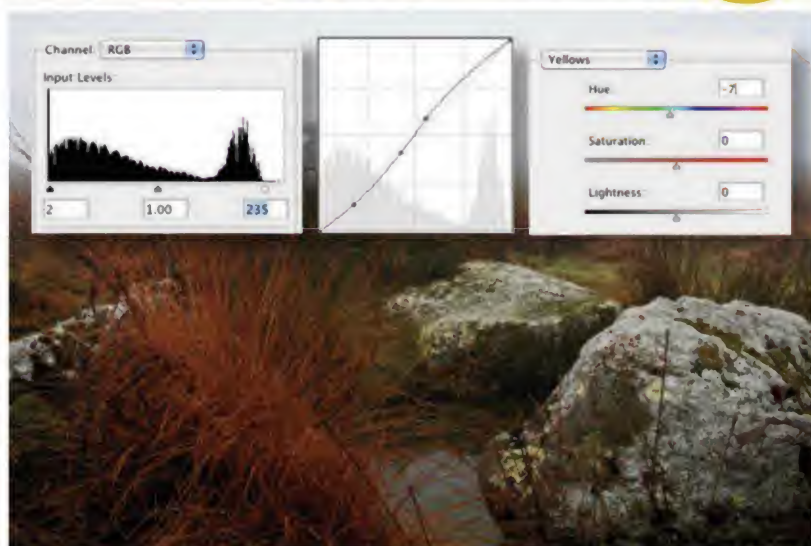 Channel: RGB
Input Levels:
2 1.00 235
Yellows
Hue: -7
Saturation: 0
Lightness: 0